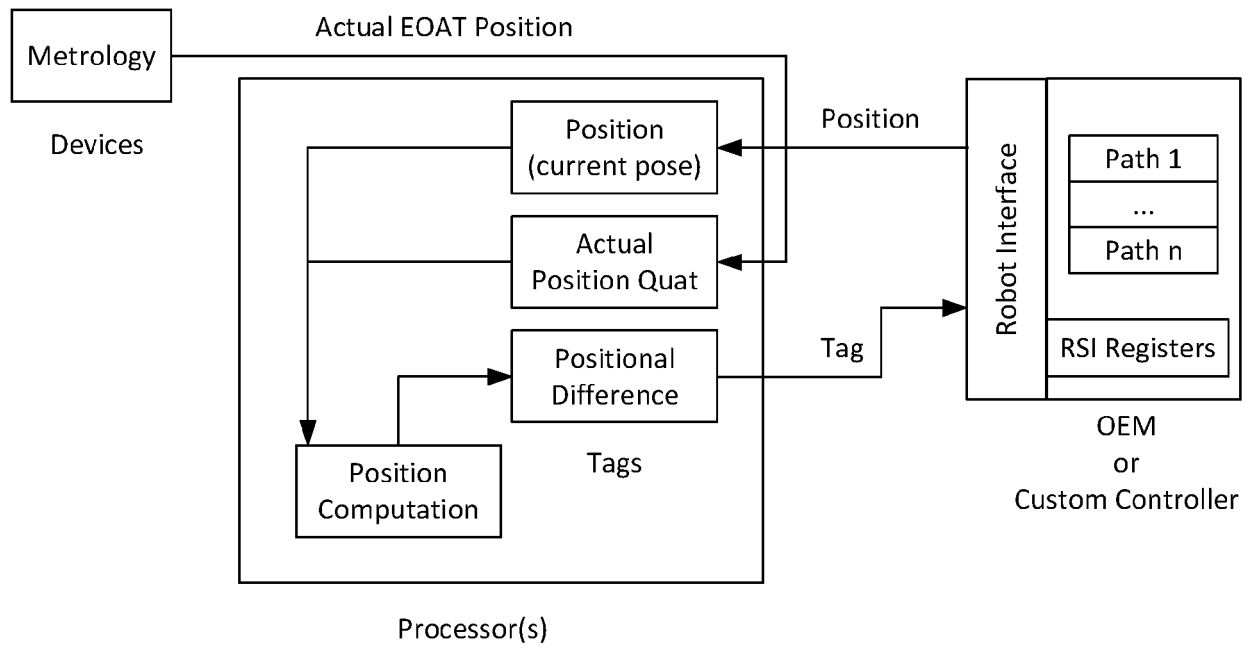 Actual EOAT Position
Metrology
Devices
Position
(current pose)
Position
Actual
Position Quat
Positional
Difference
Tag
Tags
Position
Computation
Processor(s)
Robot Interface
Path 1
...
Path n
RSI Registers
OEM
or
Custom Controller